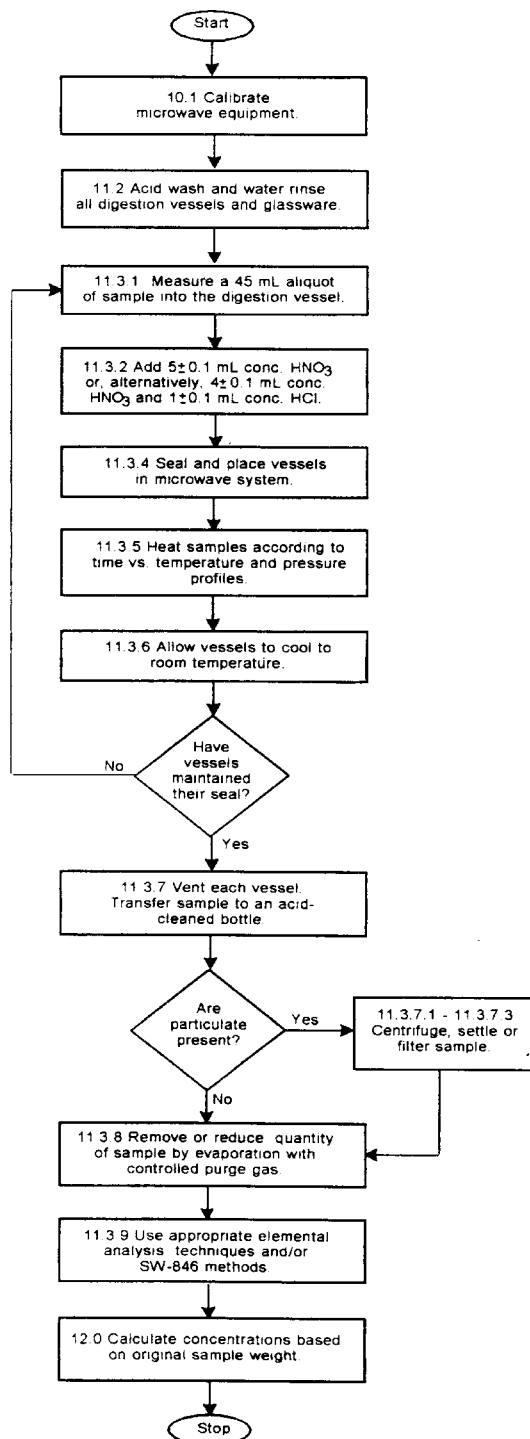 Start
10.1 Calibrate
microwave equipment.
11.2 Acid wash and water rinse
all digestion vessels and glassware.
11.3.1 Measure a 45 mL aliquot
of sample into the digestion vessel.
11.3.2 Add 5±0.1 mL conc. HNO₃
or, alternatively, 4±0.1 mL conc.
HNO₃ and 1±0.1 mL conc. HCl.
11.3.4 Seal and place vessels
in microwave system.
11.3.5 Heat samples according to
time vs. temperature and pressure
profiles.
11.3.6 Allow vessels to cool to
room temperature.
No
Have
vessels
maintained
their seal?
Yes
11.3.7 Vent each vessel.
Transfer sample to an acid-
cleaned bottle.
Are
particulate
present?
Yes
11.3.7.1 - 11.3.7.3
Centrifuge, settle or
filter sample.
No
11.3.8 Remove or reduce quantity
of sample by evaporation with
controlled purge gas.
11.3.9 Use appropriate elemental
analysis techniques and/or
SW-846 methods.
12.0 Calculate concentrations based
on original sample weight.
Stop